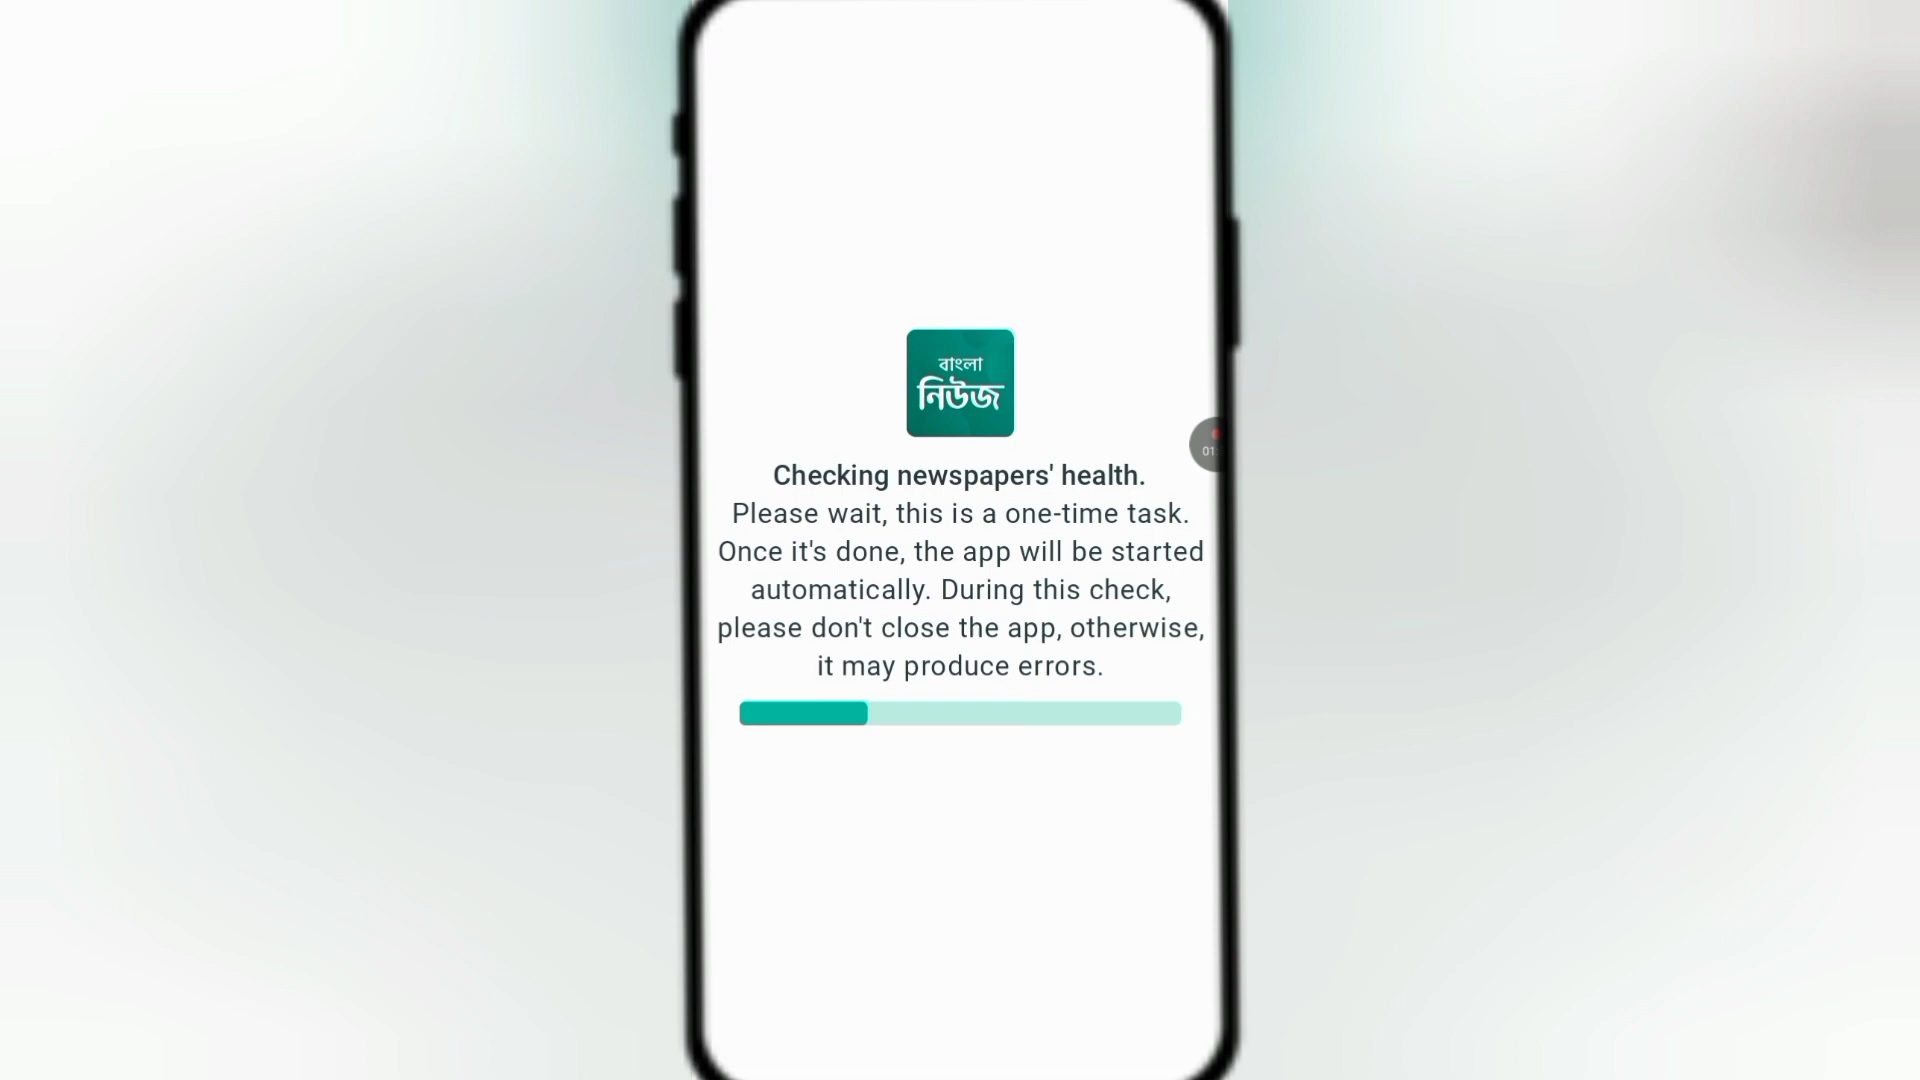 বাংলা
নিউজ
Checking newspapers' health.
Please wait, this is a one-time task.
Once it's done, the app will be started
automatically. During this check,
please don't close the app, otherwise,
it may produce errors.